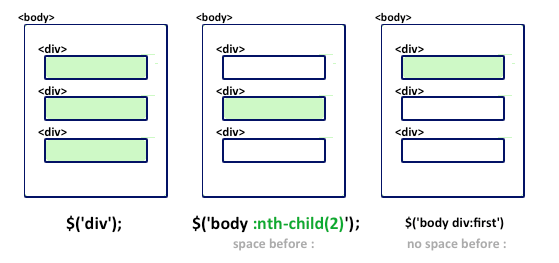 <body> <body> <body>
<div> <div> <div>
<div> <div> <div>
<div> <div> <div>
$('div'); $('body :nth-child(2)'); $('body div:first')
space before : no space before :